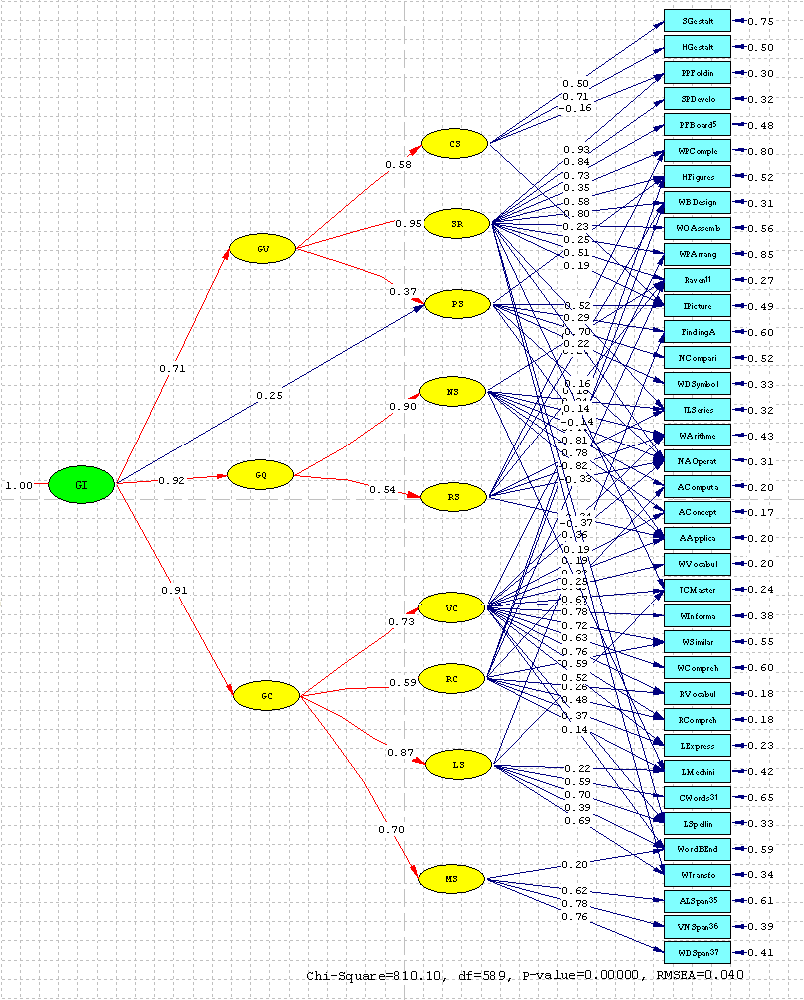 1.00
GI
0.71
0.25
0.92
0.91
GU
GQ
GC
0.58
0.95
0.37
0.90
0.54
0.73
0.59
0.87
0.70
CS
SR
PS
NS
RS
VC
RC
LS
MS
0.50
0.71
-0.16
0.93
0.84
0.73
0.35
0.58
0.80
0.23
0.25
0.51
0.19
0.52
0.29
0.70
0.22
0.16
0.14
-0.14
0.81
0.78
0.82
0.33
-0.37
0.36
0.19
0.19
0.25
0.67
0.78
0.72
0.63
0.76
0.59
0.52
0.26
0.48
0.37
0.14
0.22
0.59
0.70
0.39
0.69
0.20
0.62
0.78
0.76
SGestalt 0.75
HGestalt 0.50
PPFoldin 0.30
SPDevelo 0.32
PFBoard5 0.48
WPComple 0.80
HFigures 0.52
WBDesign 0.31
WOAssemb 0.56
WPArrang 0.85
Raven11 0.27
IPicture 0.49
FindingA 0.60
NCompari 0.52
WDSymbol 0.33
ILSeries 0.32
WArithme 0.43
NAOperat 0.31
AComputa 0.20
AConcept 0.17
AApplica 0.20
WVocabul 0.20
ICMaster 0.24
WInforma 0.38
WSimilar 0.55
WCompreh 0.60
RVocabul 0.18
RCompreh 0.18
LExpress 0.23
LMechini 0.42
CWords31 0.65
LSpellin 0.33
WordBEnd 0.59
WTransfo 0.34
ALSpan35 0.61
VNSpan36 0.39
WDSpan37 0.41
Chi-Square=810.10, df=589, P-value=0.00000, RMSEA=0.040